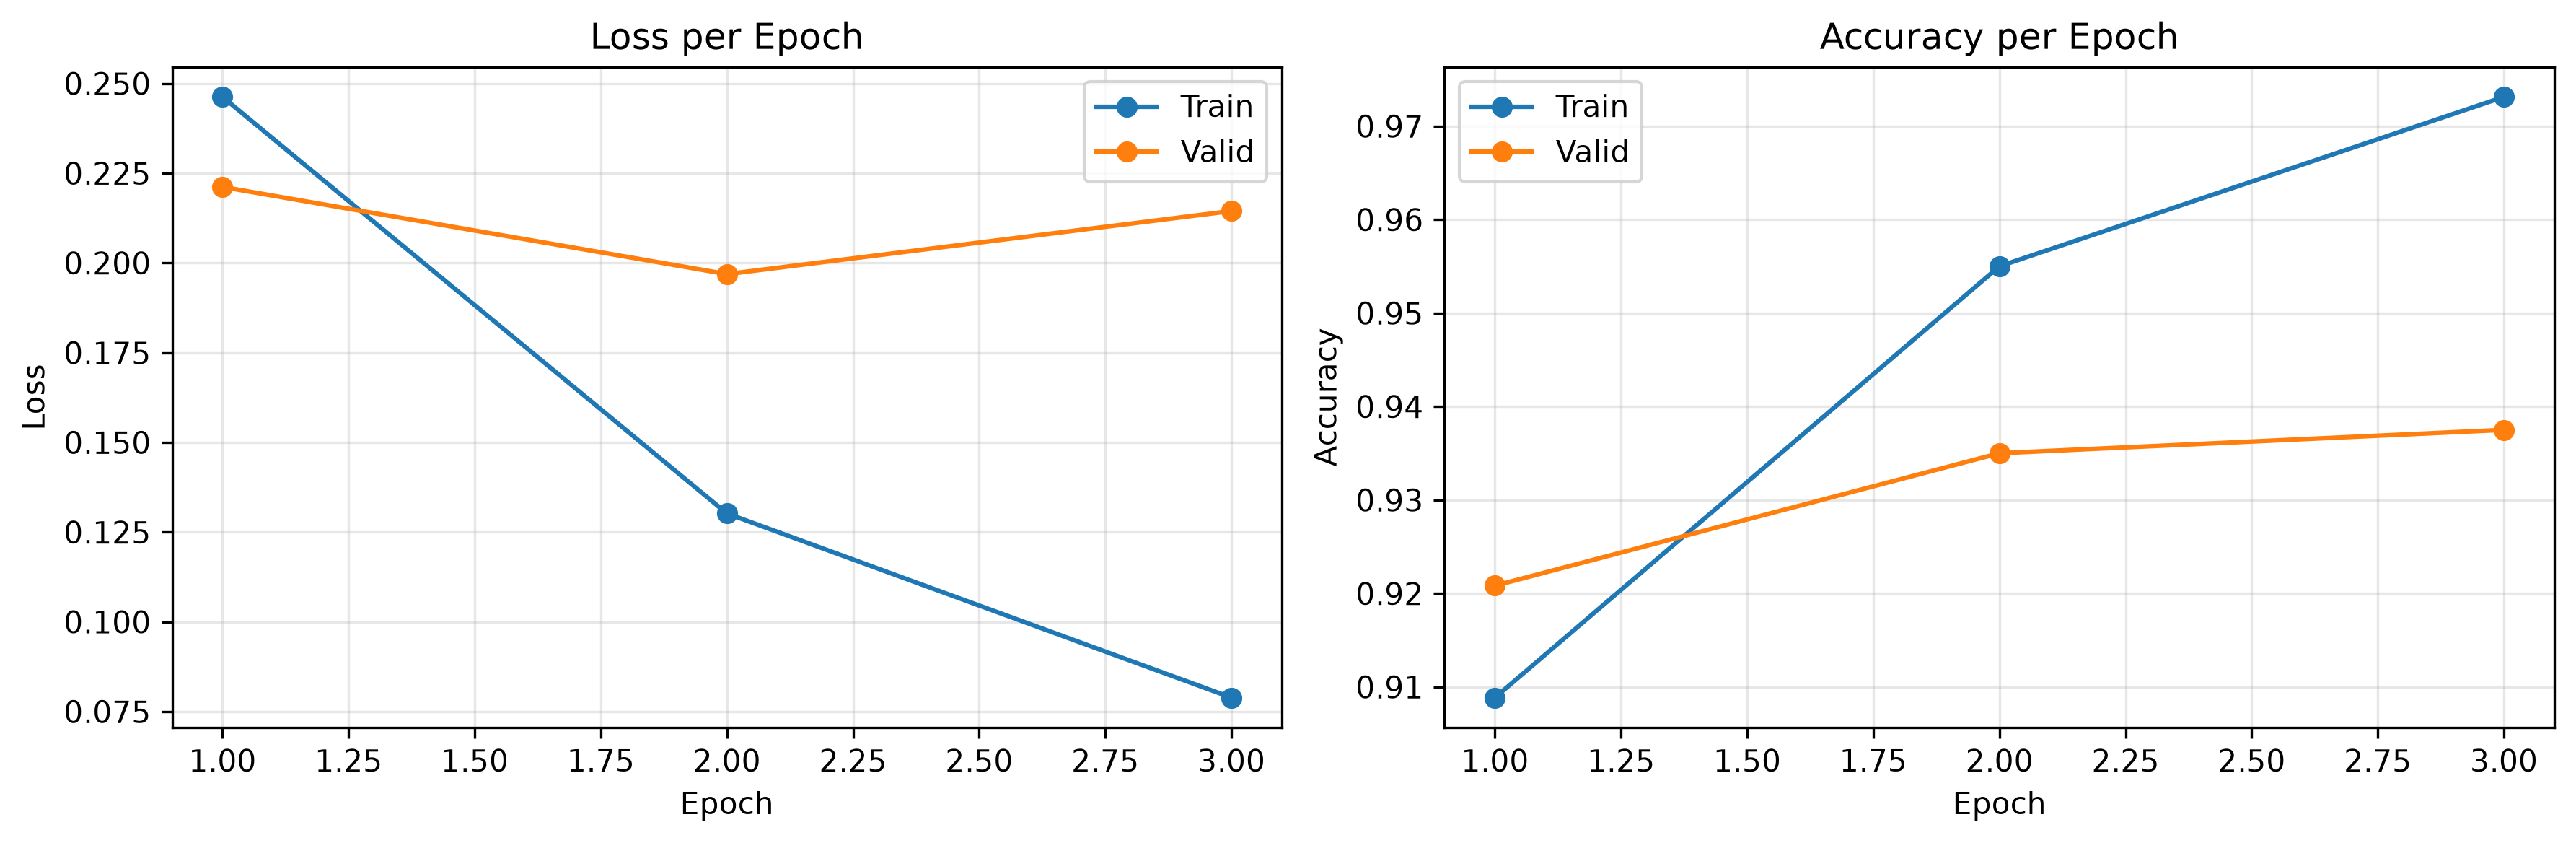 Loss per Epoch
0.250
0.225
0.200
0.175
0.150
0.125
0.100
0.075
Loss
1.00 1.25 1.50 1.75 2.00 2.25 2.50 2.75 3.00
Epoch
Train
Valid
Accuracy per Epoch
0.97
0.96
0.95
0.94
0.93
0.92
0.91
Accuracy
1.00 1.25 1.50 1.75 2.00 2.25 2.50 2.75 3.00
Epoch
Train
Valid